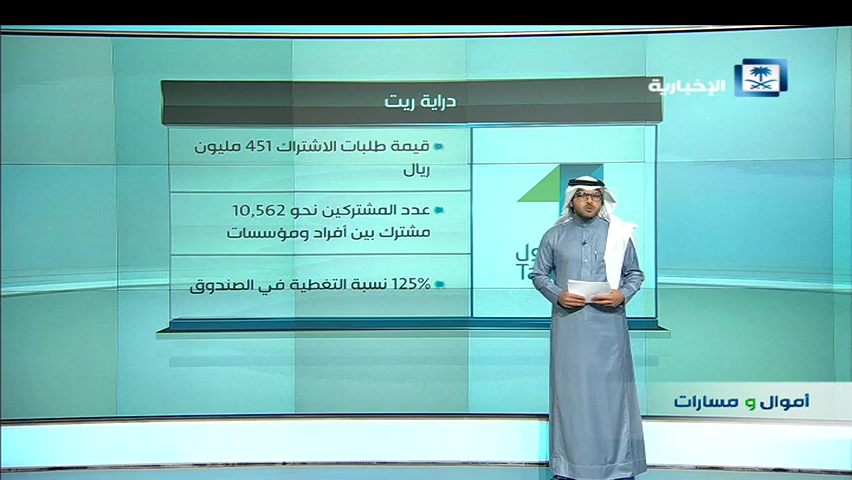 الإخبارية
دراية ريت
قيمة طلبات الاشتراك 451 مليون
ريال
عدد المشتركين نحو 10,562
مشترك بين أفراد ومؤسسات
125% نسبة التغطية في الصندوق
أموال و مسارات